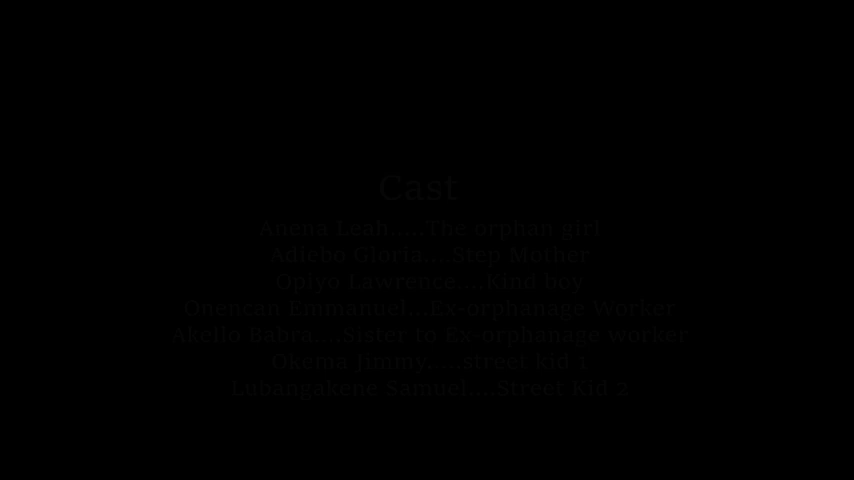 Cast
Anena Leah.....The orphan girl
Adiebo Gloria....Step Mother
Opiyo Lawrence....Kind boy
Onencan Emmanuel...Ex-orphanage Worker
Akello Babra....Sister to Ex-orphanage worker
Okema Jimmy.....street kid 1
Lubangakene Samuel....Street Kid 2